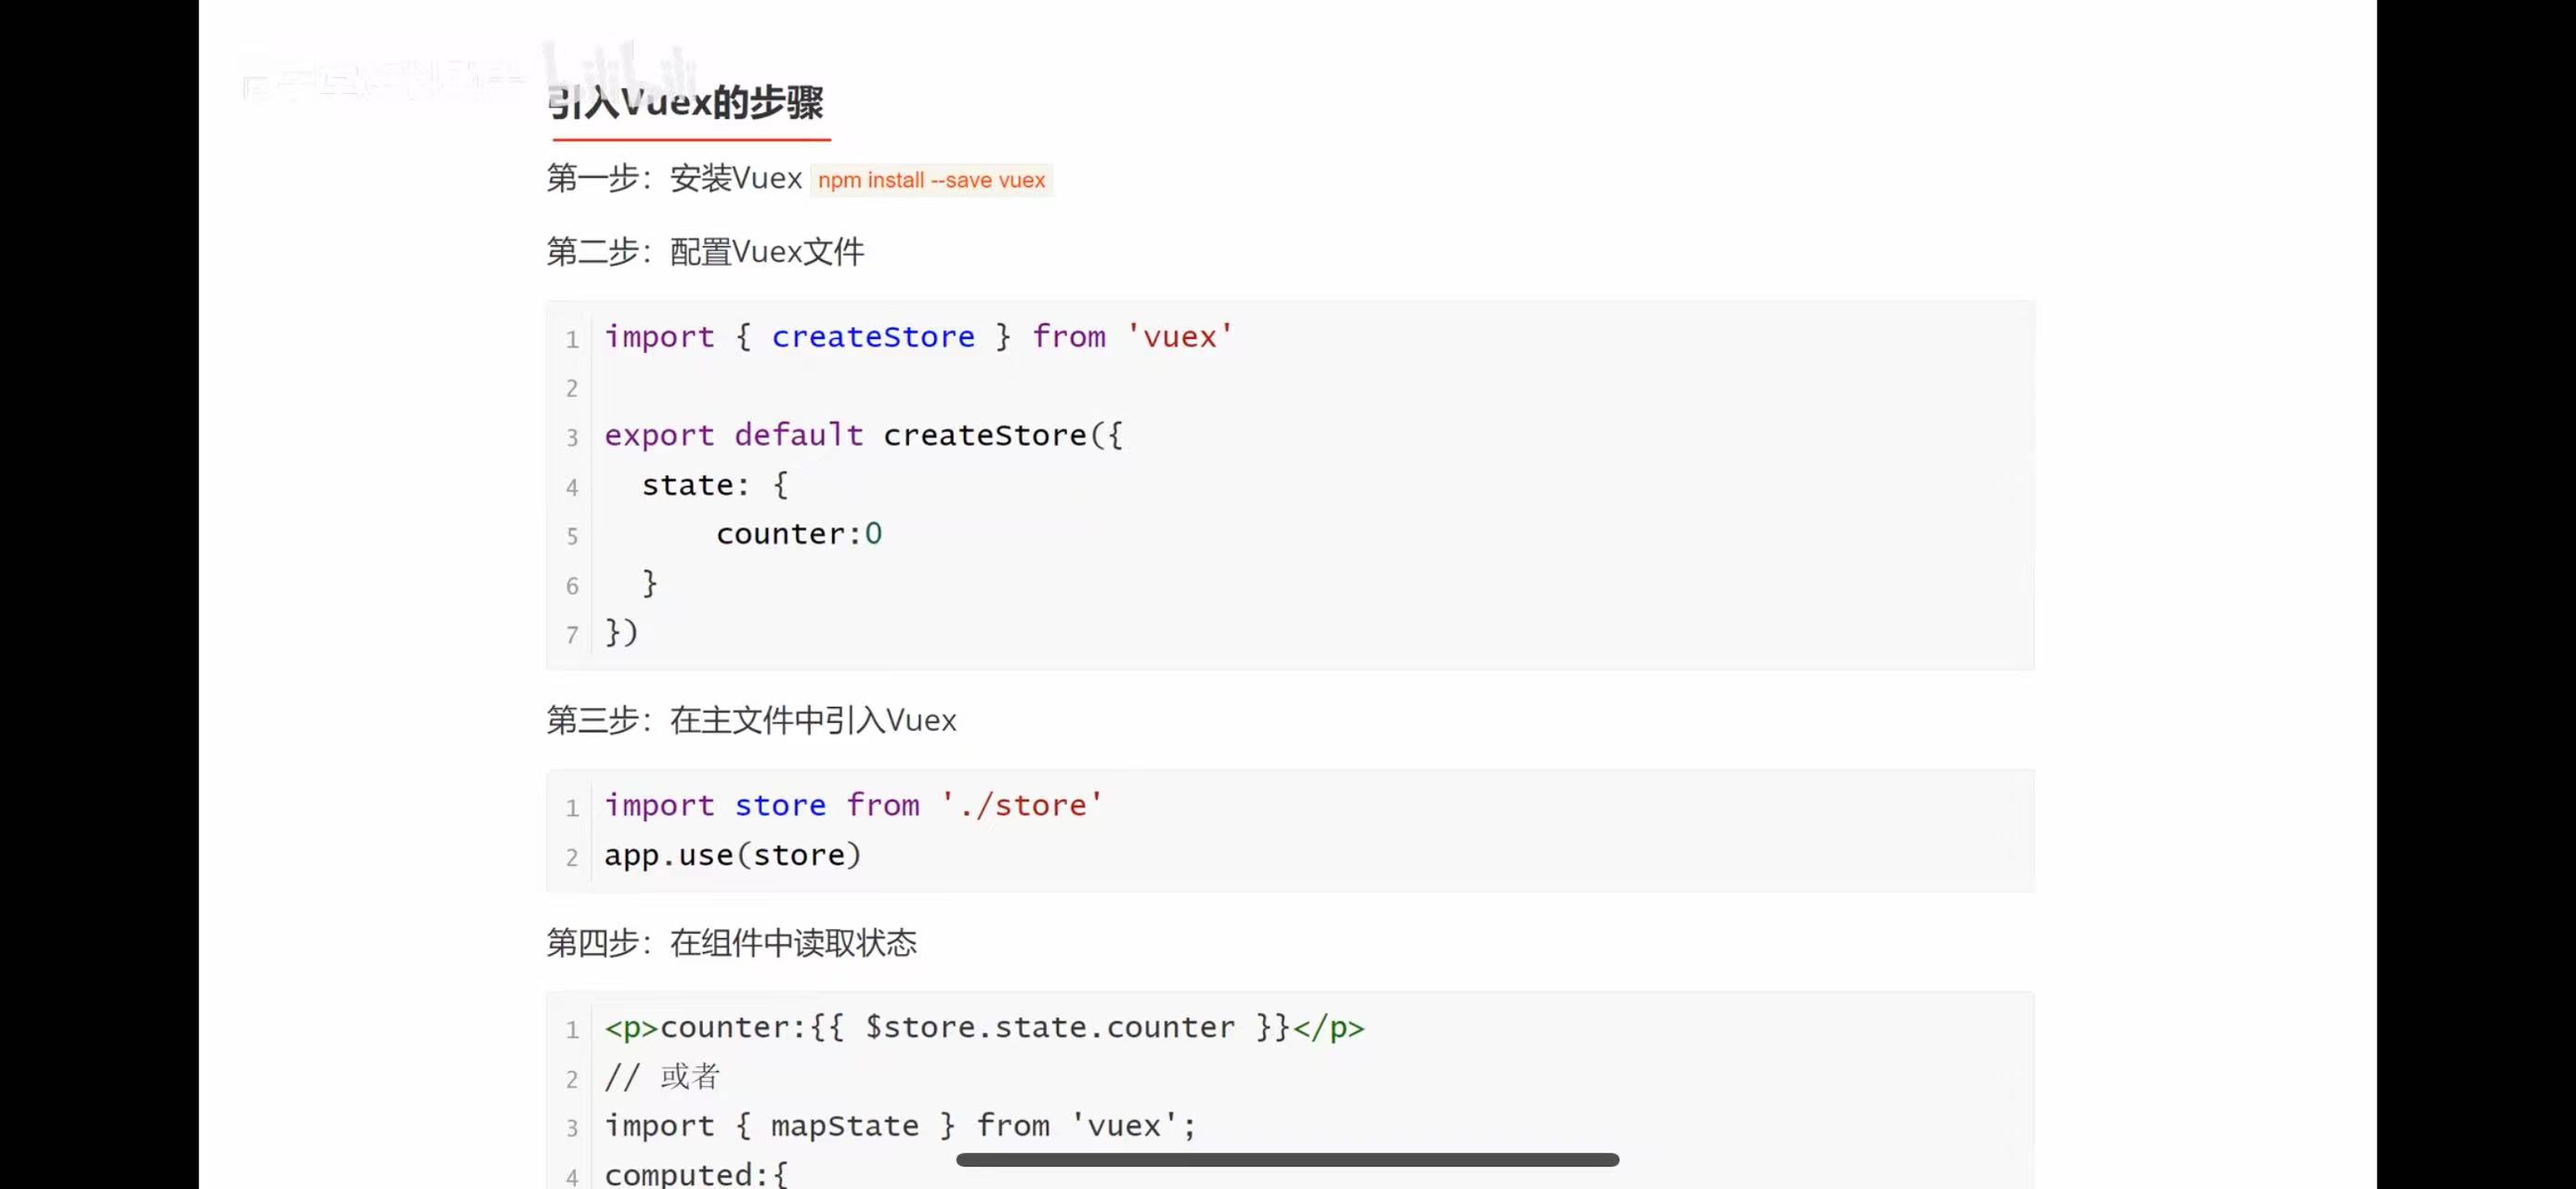 bilibili
引入Vuex的步骤
第一步：安装Vuex npm install --save vuex
第二步：配置Vuex文件
1 import { createStore } from 'vuex'
2
3 export default createStore({
4 state: {
5 counter:0
6 }
7 })
第三步：在主文件中引入Vuex
1 import store from './store'
2 app.use(store)
第四步：在组件中读取状态
1 <p>counter:{{ $store.state.counter }}</p>
2 // 或者
3 import { mapState } from 'vuex';
4 computed:{